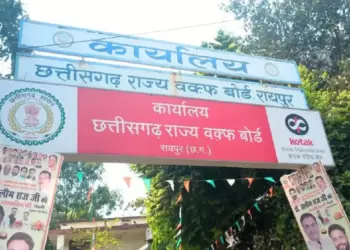 कार्यालय
छत्तीसगढ़ राज्य वक्फ बोर्ड, रायपुर
कार्यालय
छत्तीसगढ़ राज्य वक्फ बोर्ड
रायपुर (छ.ग.)
kotak